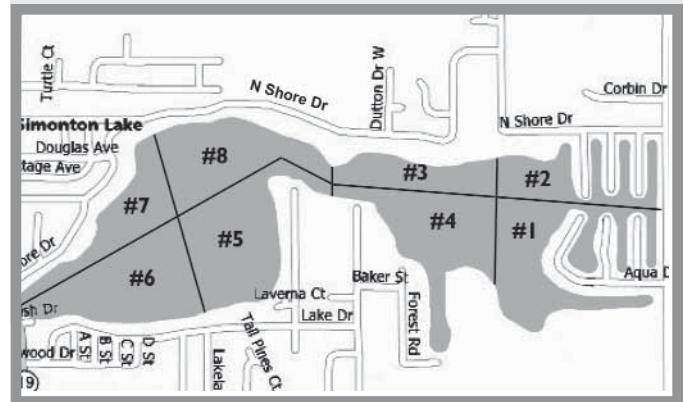 Turtle Ct
N Shore Dr
Dutton Dr W
Corbin Dr
N Shore Dr
Simonton Lake
Douglas Ave
tage Ave
#8
#3
#2
#7
#5
#4
#1
#6
ore Dr
Baker St
Aqua D
sh Dr
Laverna Ct
Lake Dr
Forest Rd
wood Dr
A St
B St
C St
D St
Lakela
Tall Pines Ct
19)